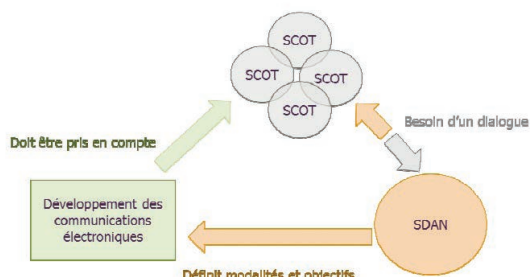 SCOT
SCOT
SCOT
SCOT
Besoin d'un dialogue
Doit être pris en compte
Développement des
communications
électroniques
SDAN
Définit modalités et objectifs